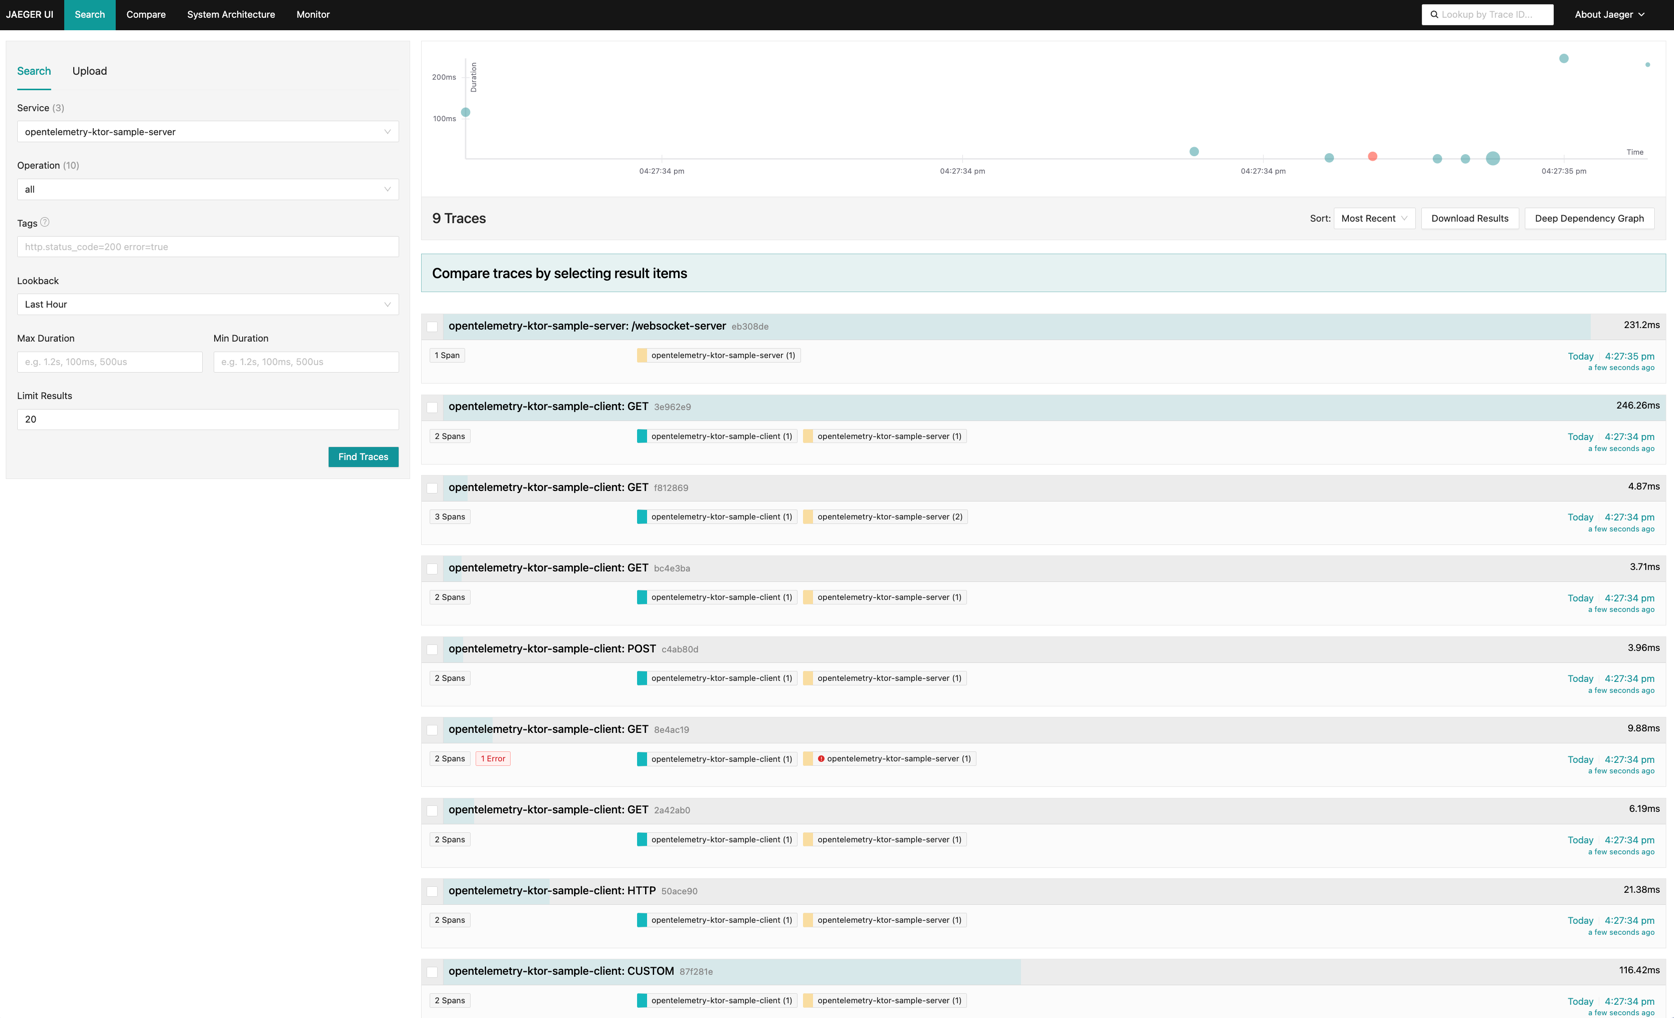 JAEGER UI Search Compare System Architecture Monitor Lookup by Trace ID... About Jaeger
Search Upload
Service (3)
opentelemetry-ktor-sample-server
Operation (10)
all
Tags ?
http.status_code=200 error=true
Lookback
Last Hour
Max Duration Min Duration
e.g. 1.2s, 100ms, 500us e.g. 1.2s, 100ms, 500us
Limit Results
20
Find Traces
Duration
200ms
100ms
Time
04:27:34 pm 04:27:34 pm 04:27:34 pm 04:27:35 pm
9 Traces Sort: Most Recent Download Results Deep Dependency Graph
Compare traces by selecting result items
opentelemetry-ktor-sample-server: /websocket-server eb308de 231.2ms
1 Span opentelemetry-ktor-sample-server (1) Today 4:27:35 pm
a few seconds ago
opentelemetry-ktor-sample-client: GET 3e962e9 246.26ms
2 Spans opentelemetry-ktor-sample-client (1) opentelemetry-ktor-sample-server (1) Today 4:27:34 pm
a few seconds ago
opentelemetry-ktor-sample-client: GET f812869 4.87ms
3 Spans opentelemetry-ktor-sample-client (1) opentelemetry-ktor-sample-server (2) Today 4:27:34 pm
a few seconds ago
opentelemetry-ktor-sample-client: GET bc4e3ba 3.71ms
2 Spans opentelemetry-ktor-sample-client (1) opentelemetry-ktor-sample-server (1) Today 4:27:34 pm
a few seconds ago
opentelemetry-ktor-sample-client: POST c4ab80d 3.96ms
2 Spans opentelemetry-ktor-sample-client (1) opentelemetry-ktor-sample-server (1) Today 4:27:34 pm
a few seconds ago
opentelemetry-ktor-sample-client: GET 8e4ac19 9.88ms
2 Spans 1 Error opentelemetry-ktor-sample-client (1) opentelemetry-ktor-sample-server (1) Today 4:27:34 pm
a few seconds ago
opentelemetry-ktor-sample-client: GET 2a42ab0 6.19ms
2 Spans opentelemetry-ktor-sample-client (1) opentelemetry-ktor-sample-server (1) Today 4:27:34 pm
a few seconds ago
opentelemetry-ktor-sample-client: HTTP 50ace90 21.38ms
2 Spans opentelemetry-ktor-sample-client (1) opentelemetry-ktor-sample-server (1) Today 4:27:34 pm
a few seconds ago
opentelemetry-ktor-sample-client: CUSTOM 87f281e 116.42ms
2 Spans opentelemetry-ktor-sample-client (1) opentelemetry-ktor-sample-server (1) Today 4:27:34 pm
a few seconds ago